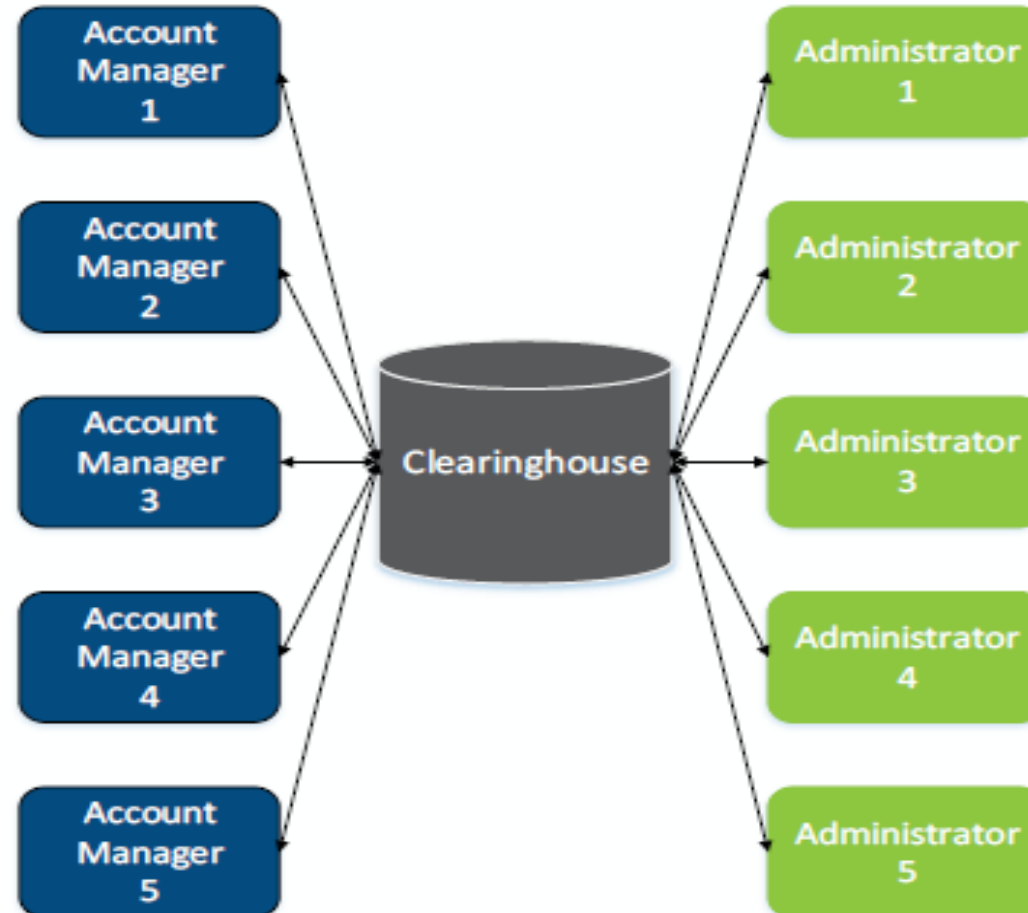 Account
Manager
1
Account
Manager
2
Account
Manager
3
Account
Manager
4
Account
Manager
5
Clearinghouse
Administrator
1
Administrator
2
Administrator
3
Administrator
4
Administrator
5